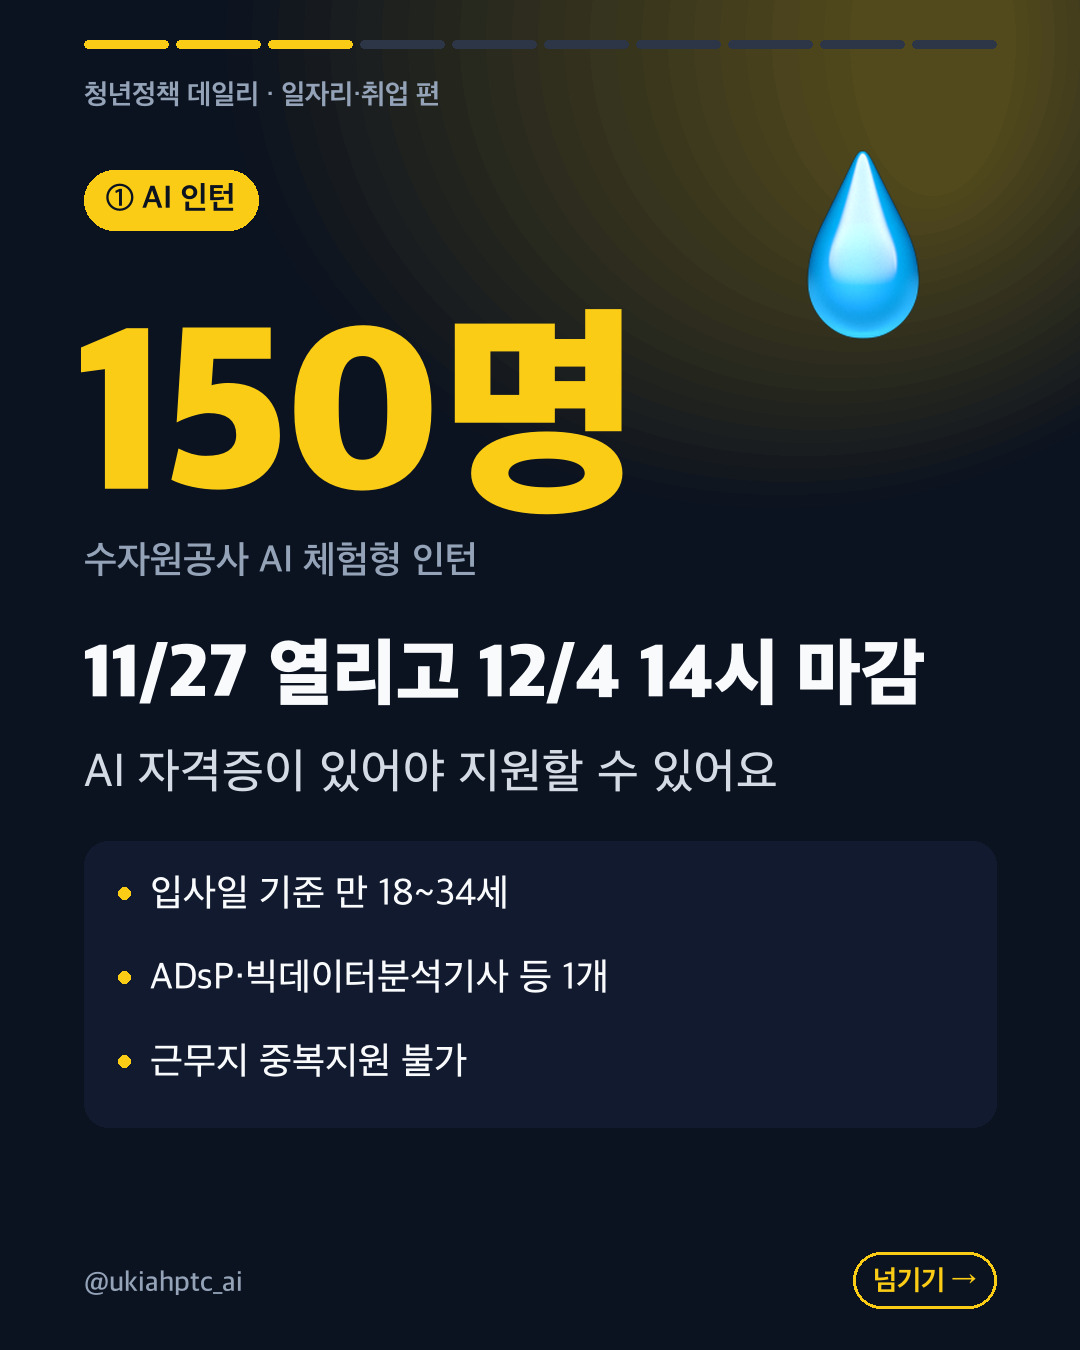 청년정책 데일리 · 일자리·취업 편
① AI 인턴
150명
수자원공사 AI 체험형 인턴
11/27 열리고 12/4 14시 마감
AI 자격증이 있어야 지원할 수 있어요
• 입사일 기준 만 18~34세
• ADsP·빅데이터분석기사 등 1개
• 근무지 중복지원 불가
@ukiahptc_ai
넘기기 →